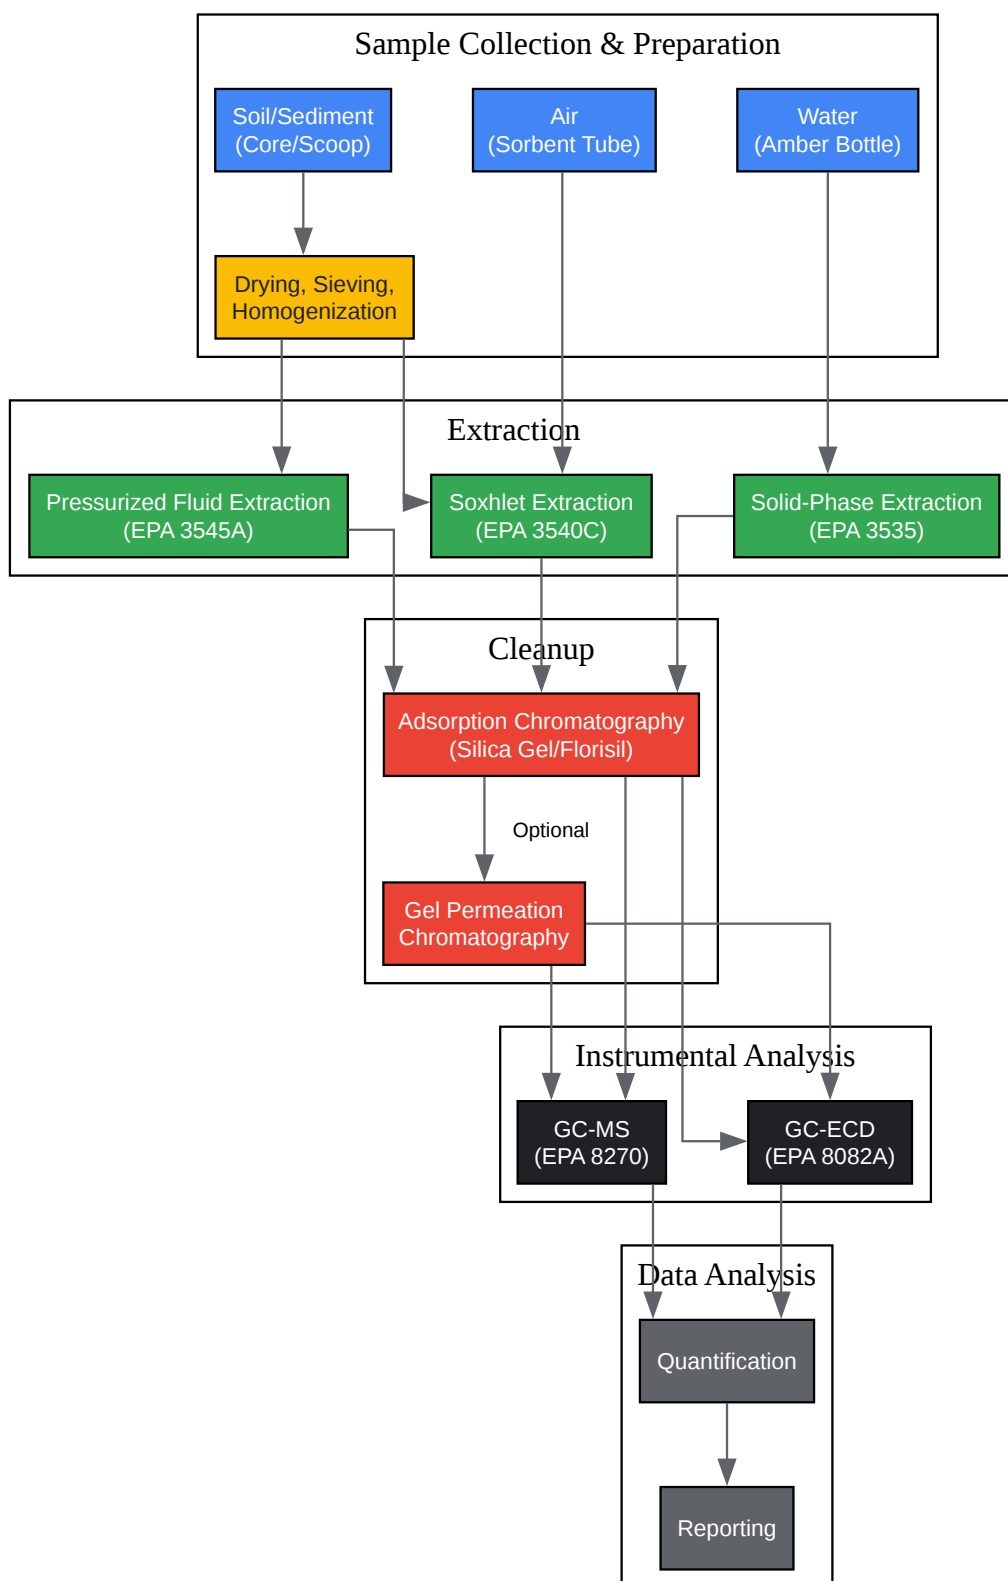 Sample Collection & Preparation
Soil/Sediment
(Core/Scoop)
Air
(Sorbent Tube)
Water
(Amber Bottle)
Drying, Sieving,
Homogenization
Extraction
Pressurized Fluid Extraction
(EPA 3545A)
Soxhlet Extraction
(EPA 3540C)
Solid-Phase Extraction
(EPA 3535)
Cleanup
Adsorption Chromatography
(Silica Gel/Florisil)
Optional
Gel Permeation
Chromatography
Instrumental Analysis
GC-MS
(EPA 8270)
GC-ECD
(EPA 8082A)
Data Analysis
Quantification
Reporting